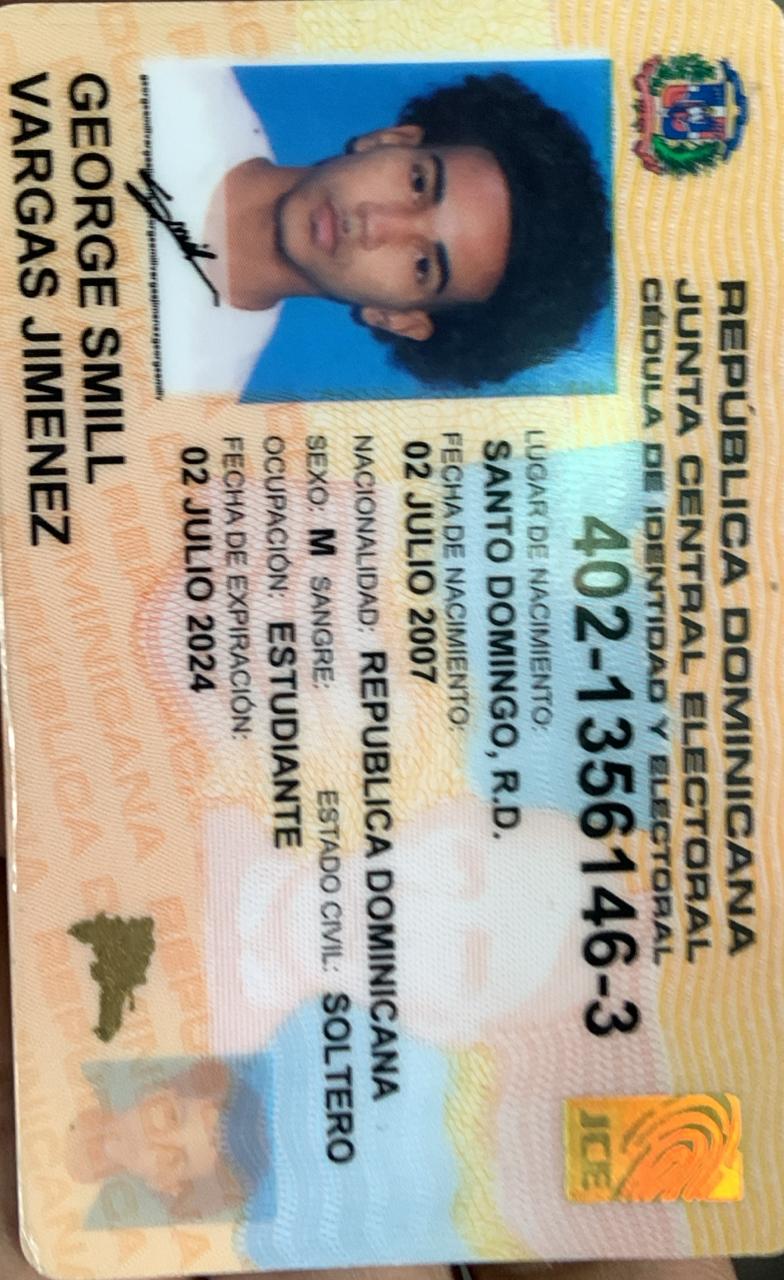 REPÚBLICA DOMINICANA
JUNTA CENTRAL ELECTORAL
CÉDULA DE IDENTIDAD Y ELECTORAL
402-1356146-3
JCE
LUGAR DE NACIMIENTO:
SANTO DOMINGO, R.D.
FECHA DE NACIMIENTO:
02 JULIO 2007
NACIONALIDAD: REPUBLICA DOMINICANA
SEXO: M SANGRE: ESTADO CIVIL: SOLTERO
OCUPACIÓN: ESTUDIANTE
FECHA DE EXPIRACIÓN:
02 JULIO 2024
GEORGE SMILL
VARGAS JIMENEZ